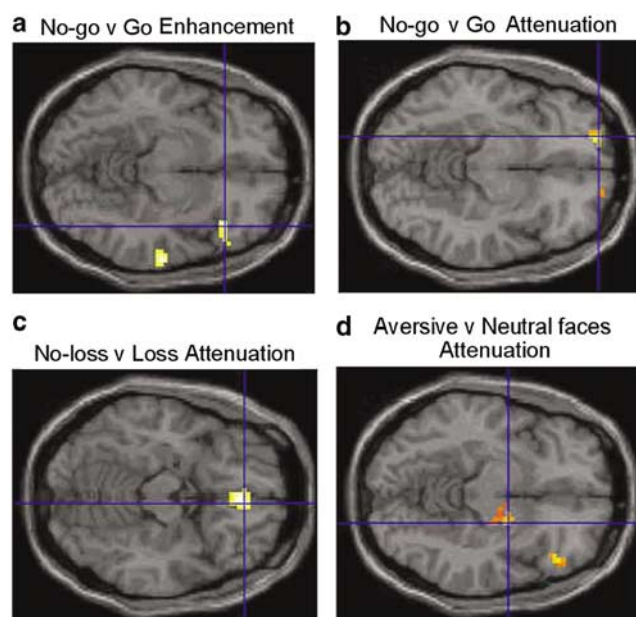 a No-go v Go Enhancement
b No-go v Go Attenuation
c No-loss v Loss Attenuation
d Aversive v Neutral faces
Attenuation